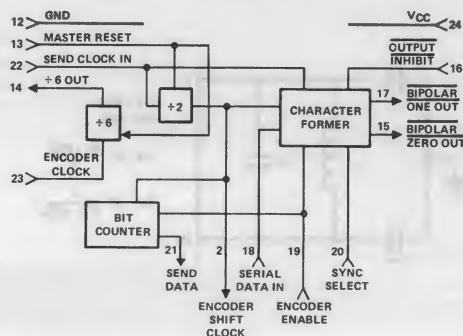 12 GND
VCC 24
13 MASTER RESET
22 SEND CLOCK IN
OUTPUT
INHIBIT 16
14 ÷6 OUT
÷2
÷6
CHARACTER
FORMER
17 BIPOLAR
ONE OUT
15 BIPOLAR
ZERO OUT
23 ENCODER
CLOCK
BIT
COUNTER
21 2 18 19 20
SEND
DATA
ENCODER
SHIFT
CLOCK
SERIAL
DATA IN
ENCODER
ENABLE
SYNC
SELECT